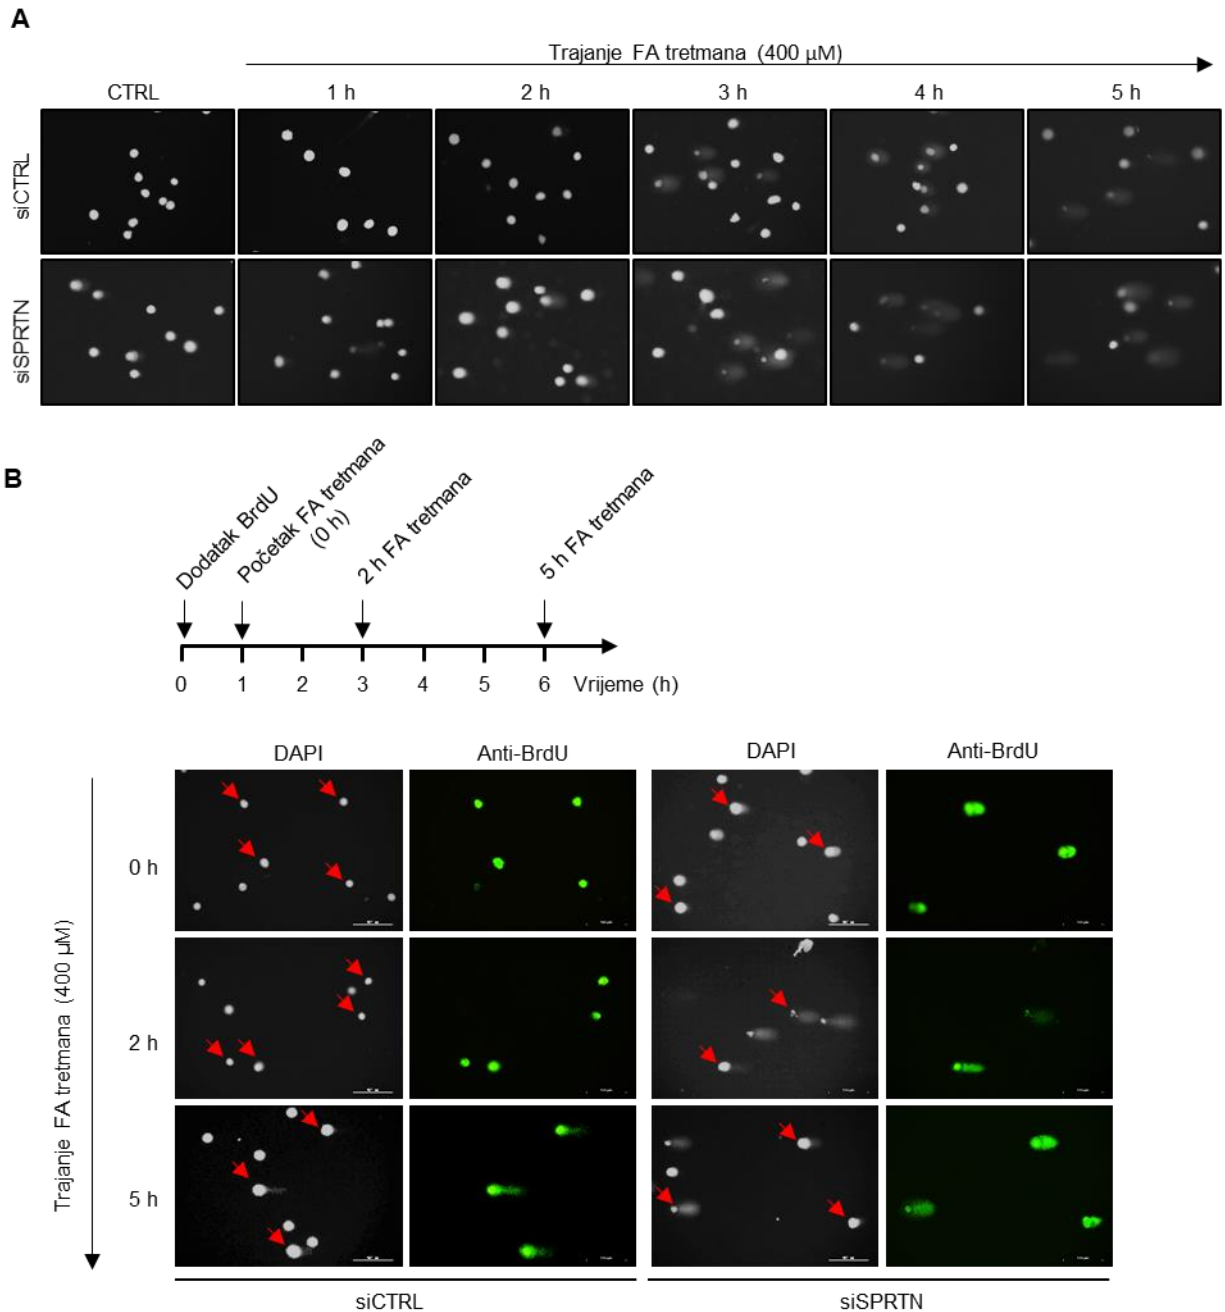 A
Trajanje FA tretmana (400 µM)
CTRL 1 h 2 h 3 h 4 h 5 h
siCTRL
siSPRTN
B
Dodatak BrdU
Početak FA tretmana
(0 h)
2 h FA tretmana
5 h FA tretmana
0 1 2 3 4 5 6 Vrijeme (h)
DAPI Anti-BrdU DAPI Anti-BrdU
Trajanje FA tretmana (400 µM)
0 h
2 h
5 h
siCTRL siSPRTN